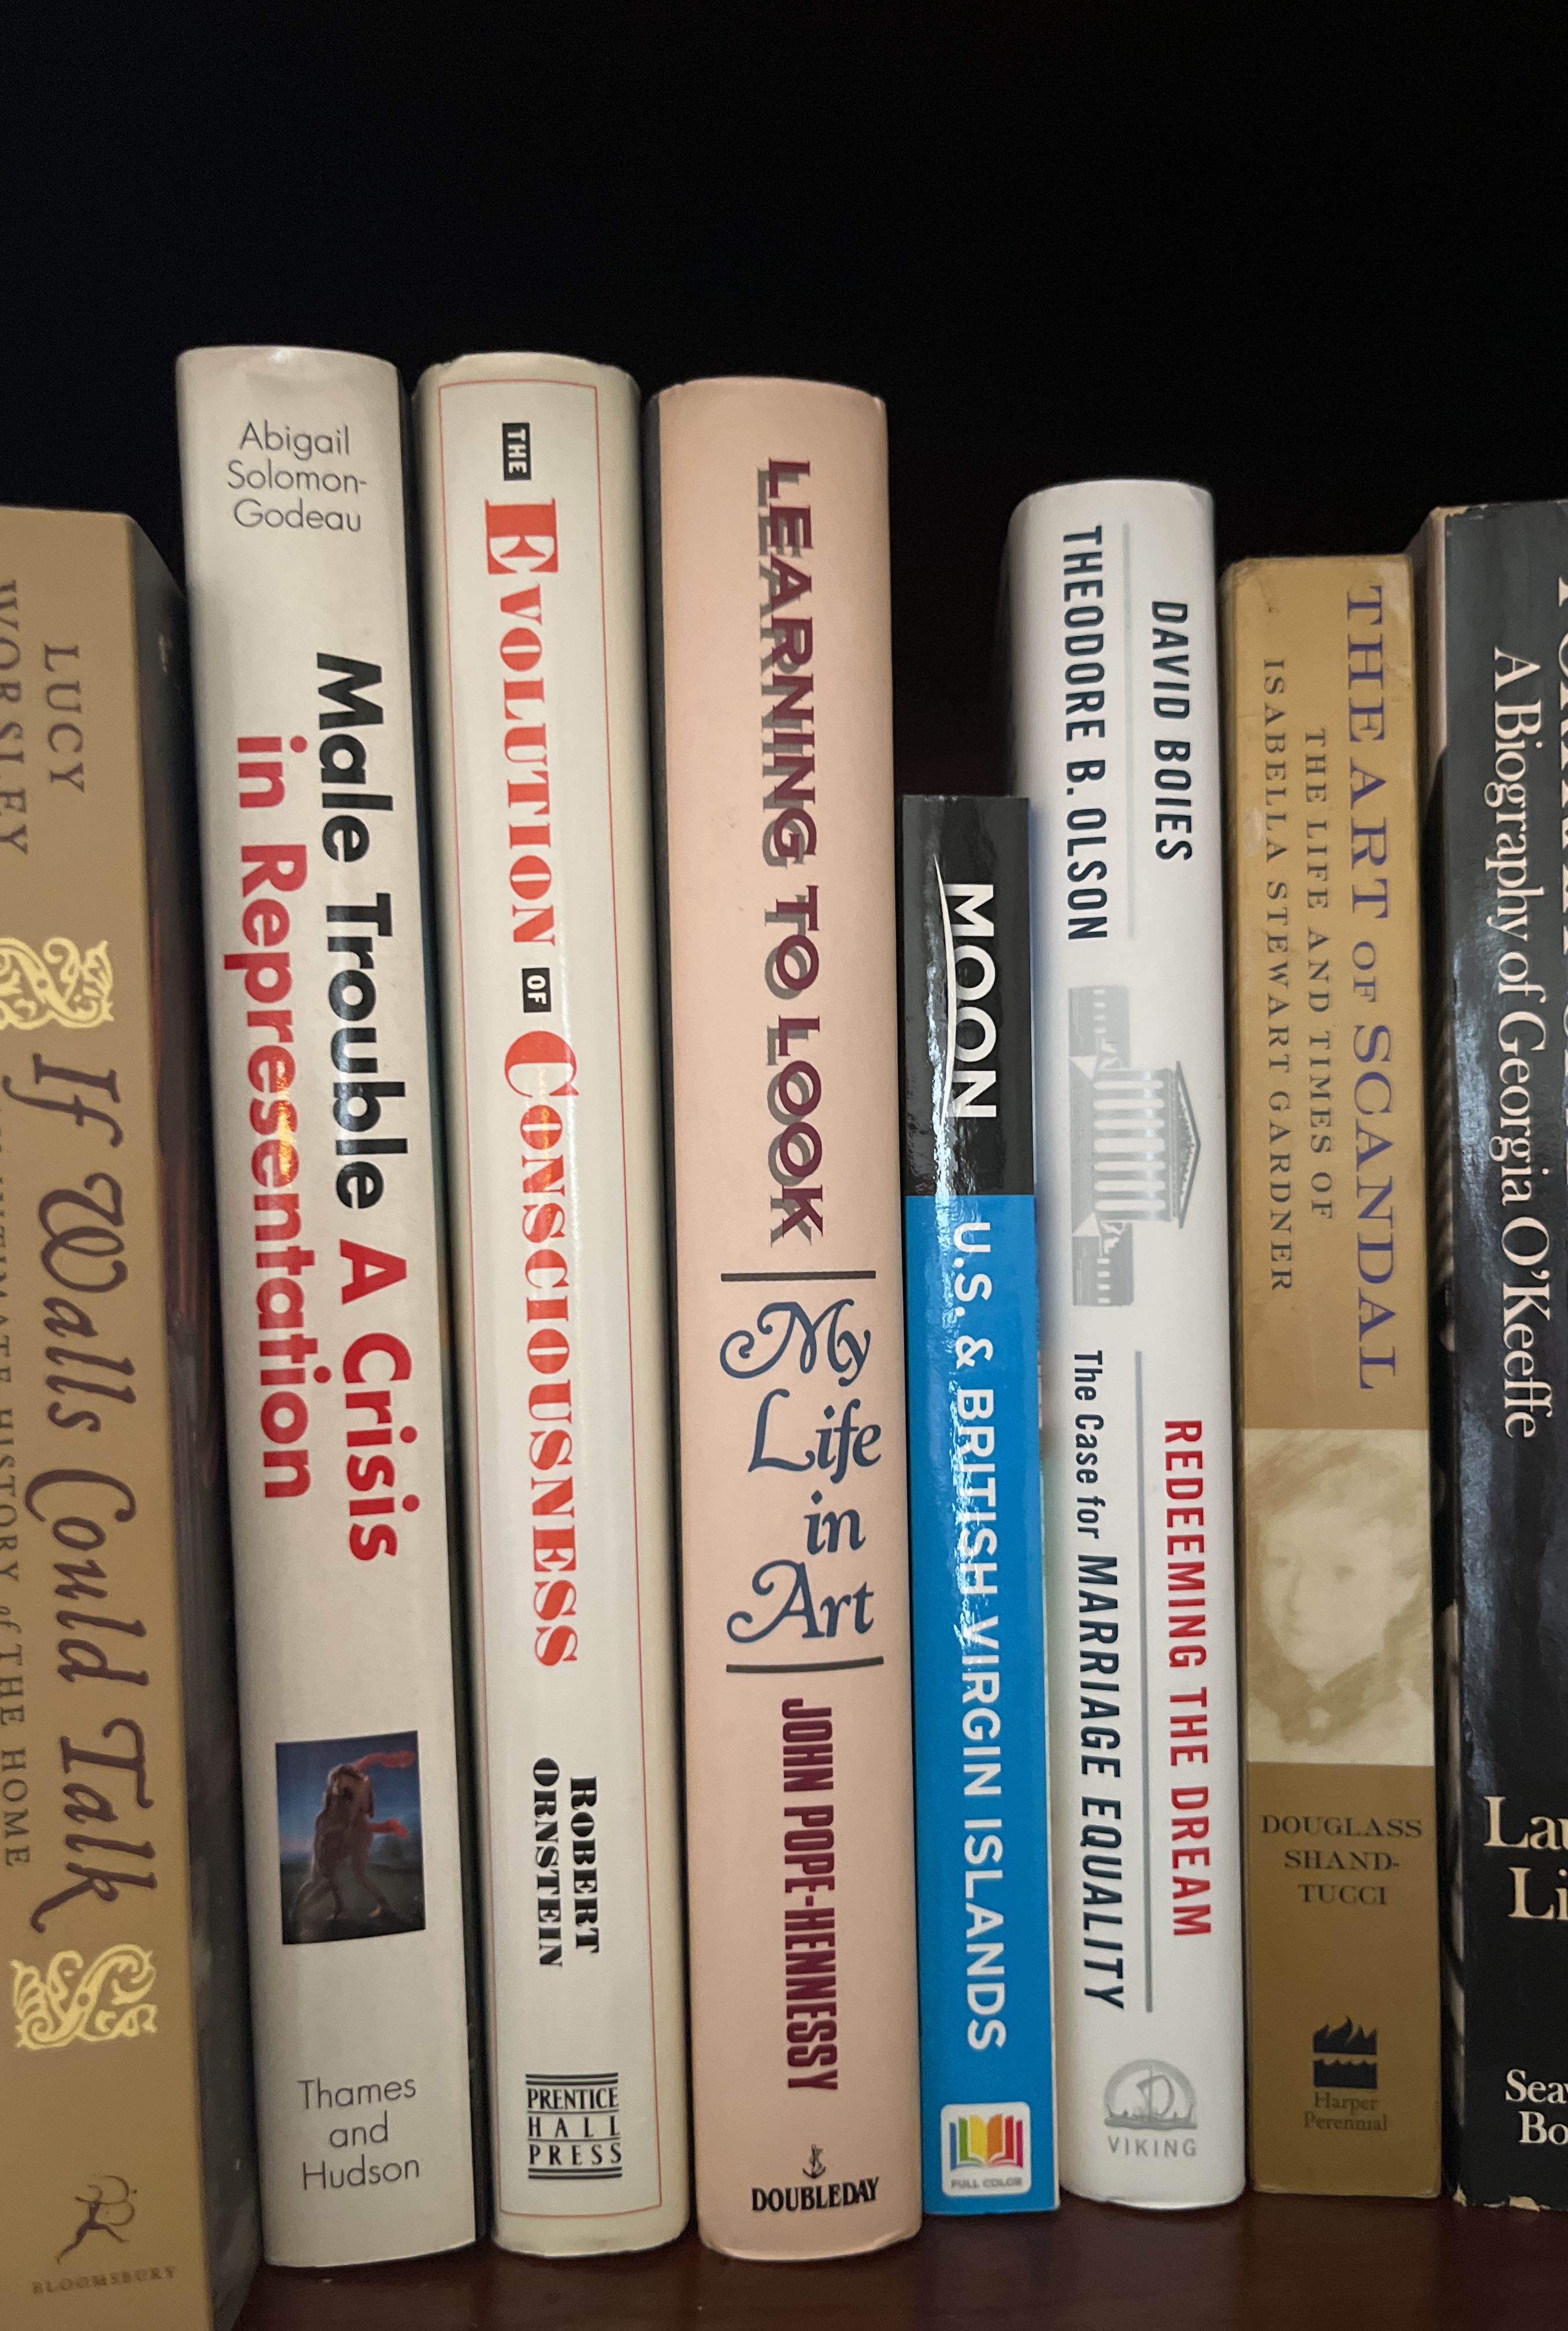 LUCY
WORSLEY
If Walls Could Talk
HISTORY of THE HOME
BLOOMSBURY
Abigail
Solomon-
Godeau
Male Trouble A Crisis
in Representation
Thames
and
Hudson
THE EVOLUTION OF CONSCIOUSNESS
ROBERT
ORNSTEIN
PRENTICE
HALL
PRESS
LEARNING TO LOOK
My
Life
in
Art
JOHN POPE-HENNESSY
DOUBLEDAY
MOON
U.S. & BRITISH VIRGIN ISLANDS
FULL COLOR
DAVID BOIES
THEODORE B. OLSON
REDEEMING THE DREAM
The Case for MARRIAGE EQUALITY
VIKING
THE ART OF SCANDAL
THE LIFE AND TIMES OF
ISABELLA STEWART GARDNER
DOUGLASS
SHAND-
TUCCI
Harper
Perennial
A Biography of Georgia O'Keeffe